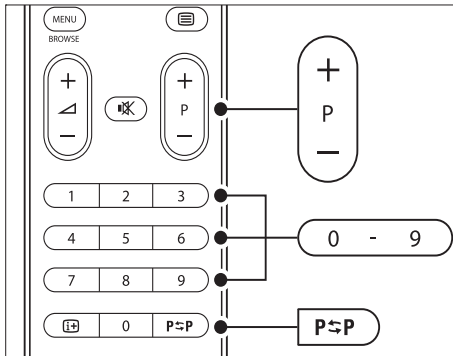 MENU
BROWSE
+ +
P
− −
+
P
−
1 2 3
4 5 6
0 - 9
7 8 9
i+ 0 P⇆P
P⇆P